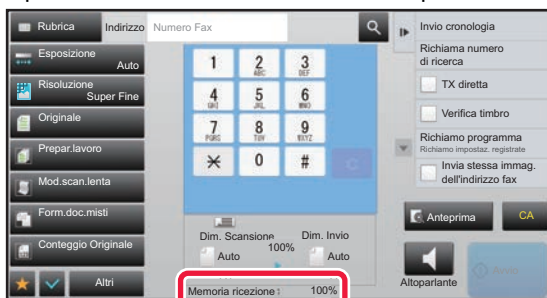 Rubrica
Indirizzo
Numero Fax
Esposizione
Auto
Risoluzione
Super Fine
Originale
Prepar.lavoro
Mod.scan.lenta
Form.doc.misti
Conteggio Originale
Altri
1
2 ABC
3 DEF
4 GHI
5 JKL
6 MNO
7 PQRS
8 TUV
9 WXYZ
0
#
C
Dim. Scansione
100%
Dim. Invio
Auto
Auto
Memoria ricezione:
100%
Invio cronologia
Richiama numero
di ricerca
TX diretta
Verifica timbro
Richiamo programma
Richiamo impostaz. registrate
Invia stessa immag.
dell'indirizzo fax
Anteprima
CA
Altoparlante